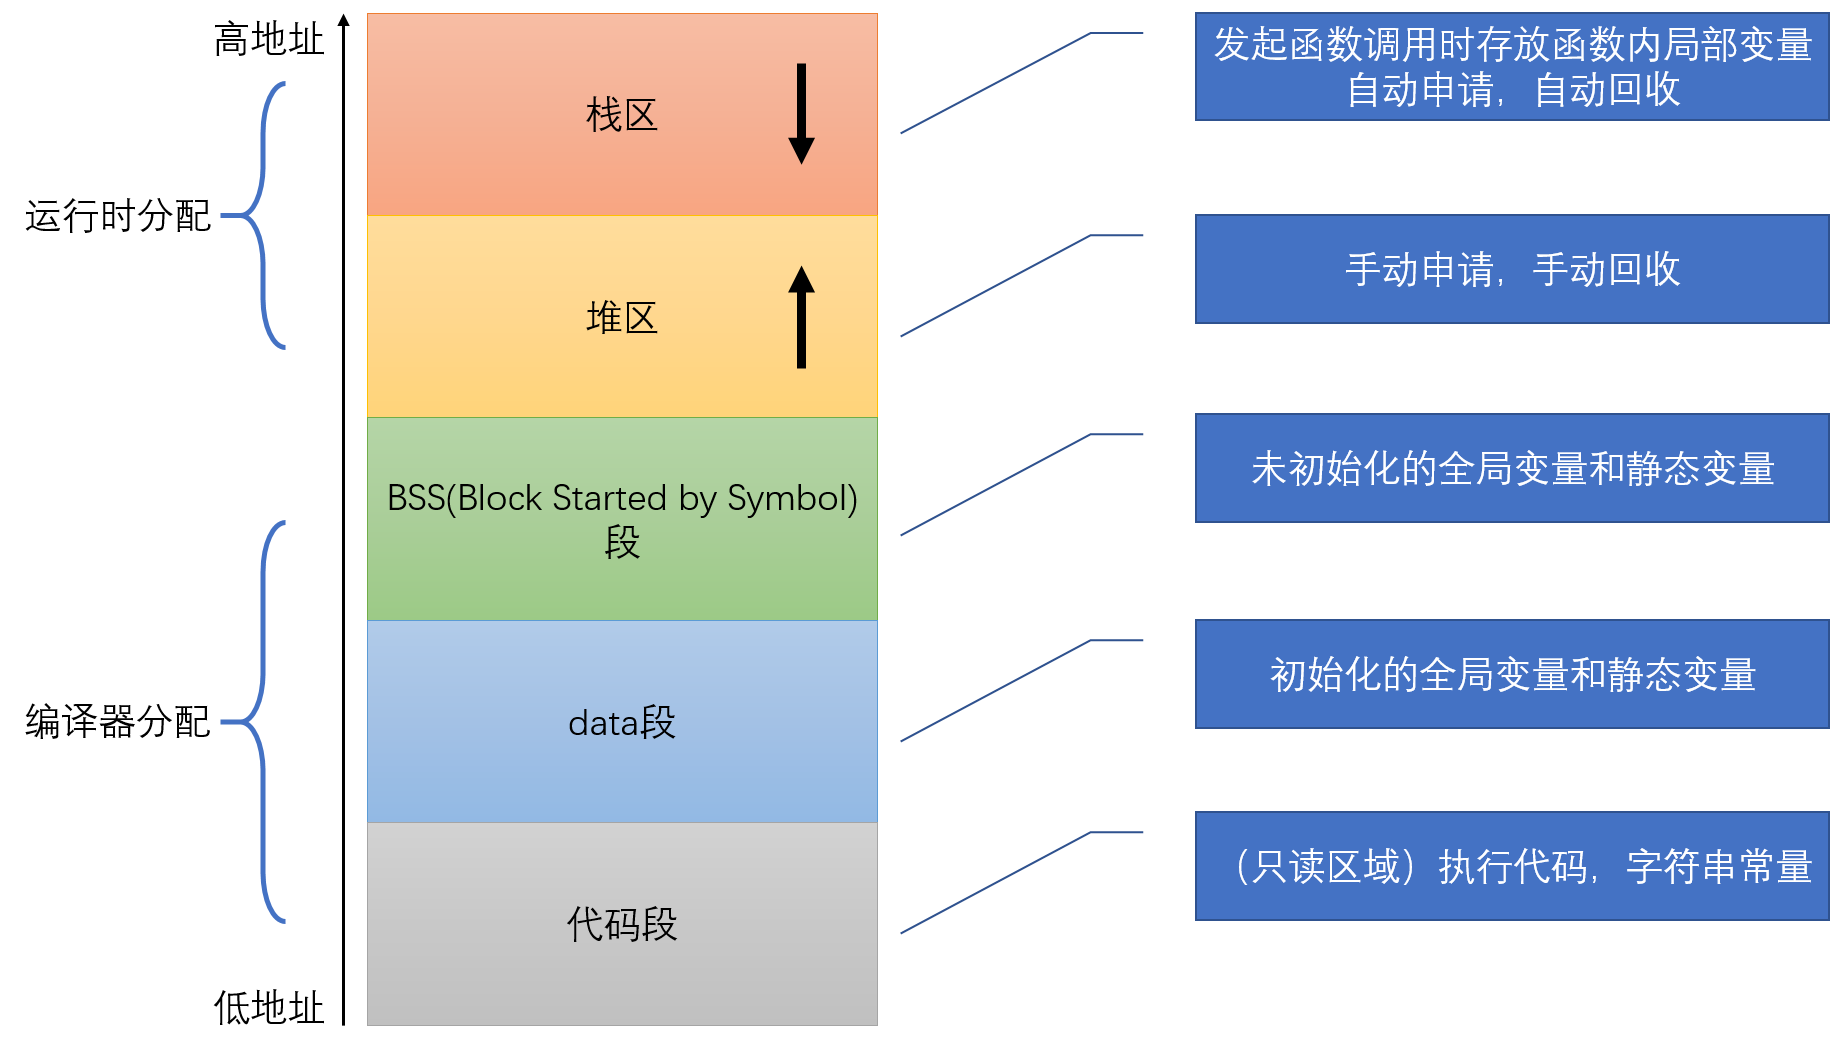 高地址
栈区
发起函数调用时存放函数内局部变量
自动申请，自动回收
运行时分配
堆区
手动申请，手动回收
BSS(Block Started by Symbol)
段
未初始化的全局变量和静态变量
编译器分配
data段
初始化的全局变量和静态变量
代码段
（只读区域）执行代码，字符串常量
低地址